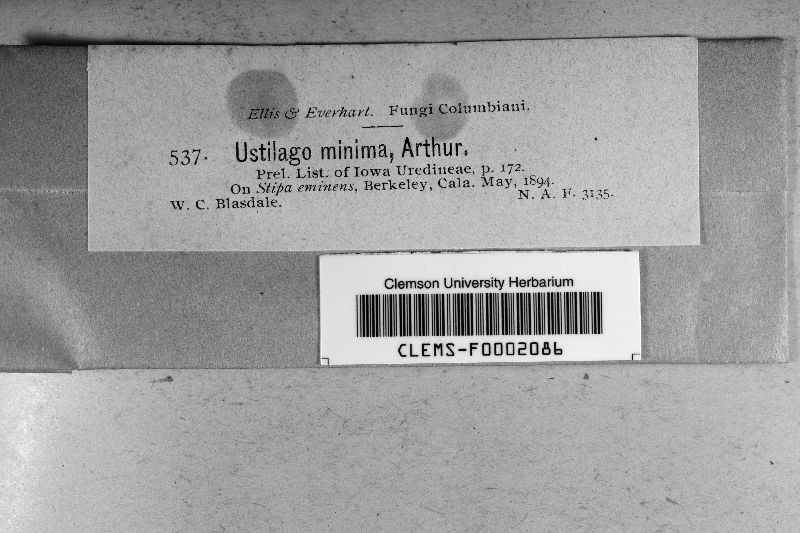 Ellis & Everhart. Fungi Columbiani.
537. Ustilago minima, Arthur.
Prel. List. of Iowa Uredineae, p. 172.
On Stipa eminens, Berkeley, Cala. May, 1894.
W. C. Blasdale. N. A. F. 3135.
Clemson University Herbarium
CLEMS-F0002086